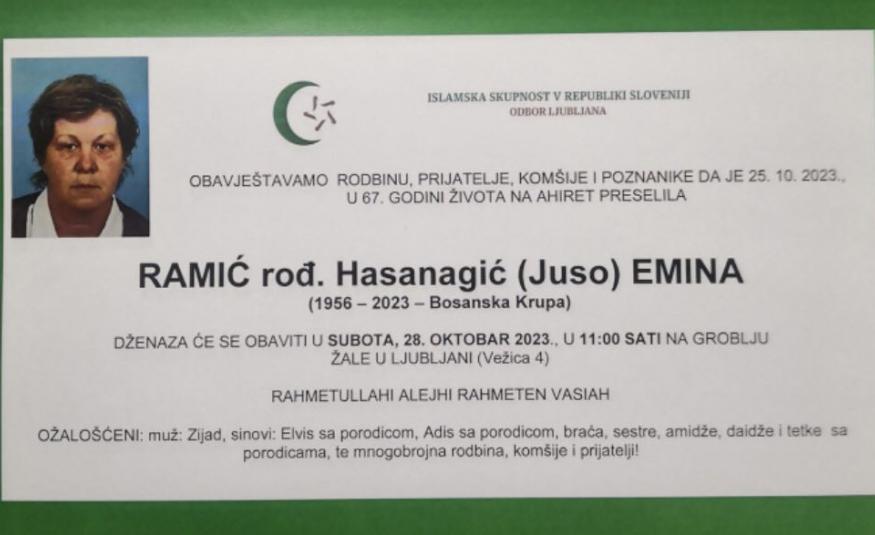 ISLAMSKA SKUPNOST V REPUBLIKI SLOVENIJI
ODBOR LJUBLJANA
OBAVJEŠTAVAMO RODBINU, PRIJATELJE, KOMŠIJE I POZNANIKE DA JE 25. 10. 2023.,
U 67. GODINI ŽIVOTA NA AHIRET PRESELILA
RAMIĆ rođ. Hasanagić (Juso) EMINA
(1956 – 2023 – Bosanska Krupa)
DŽENAZA ĆE SE OBAVITI U SUBOTA, 28. OKTOBAR 2023., U 11:00 SATI NA GROBLJU
ŽALE U LJUBLJANI (Vežica 4)
RAHMETULLAHI ALEJHI RAHMETEN VASIAH
OŽALOŠĆENI: muž: Zijad, sinovi: Elvis sa porodicom, Adis sa porodicom, braća, sestre, amidže, daidže i tetke sa
porodicama, te mnogobrojna rodbina, komšije i prijatelji!